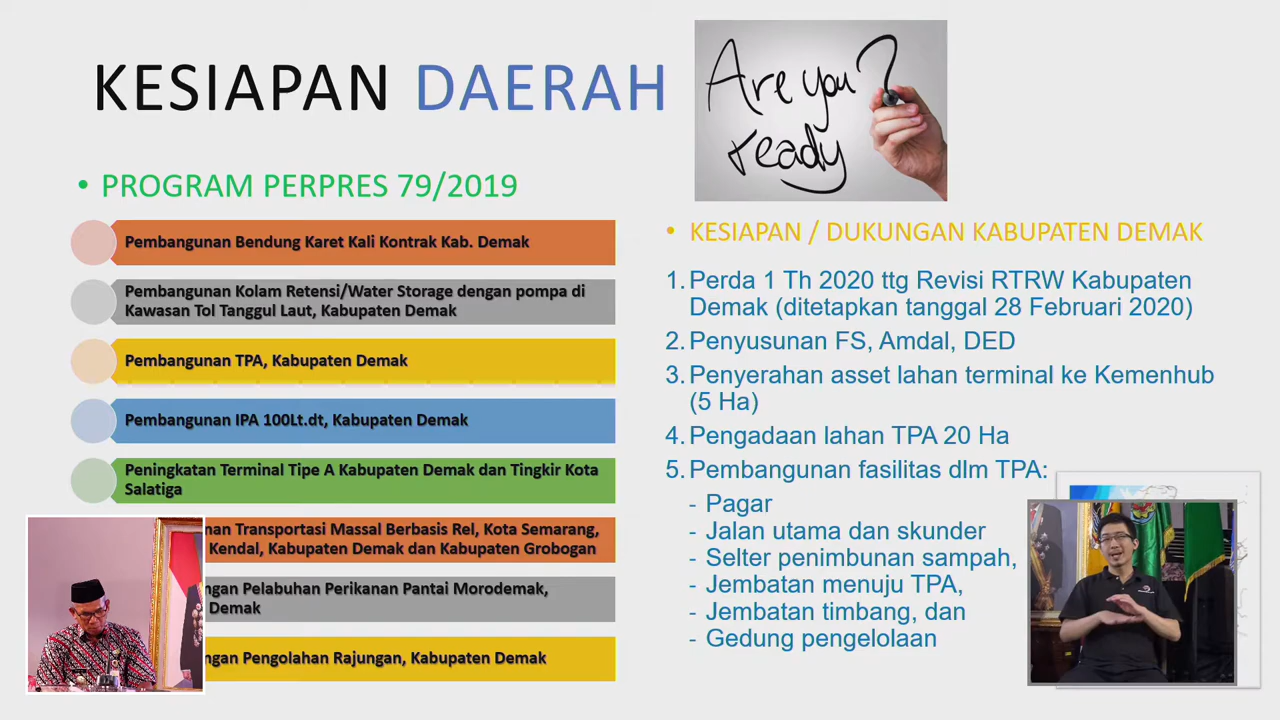 KESIAPAN DAERAH
Are you ?
ready
• PROGRAM PERPRES 79/2019
Pembangunan Bendung Karet Kali Kontrak Kab. Demak
Pembangunan Kolam Retensi/Water Storage dengan pompa di
Kawasan Tol Tanggul Laut, Kabupaten Demak
Pembangunan TPA, Kabupaten Demak
Pembangunan IPA 100Lt.dt, Kabupaten Demak
Peningkatan Terminal Tipe A Kabupaten Demak dan Tingkir Kota
Salatiga
Transportasi Massal Berbasis Rel, Kota Semarang,
Kendal, Kabupaten Demak dan Kabupaten Grobogan
Pelabuhan Perikanan Pantai Morodemak,
Demak
Pengolahan Rajungan, Kabupaten Demak
• KESIAPAN / DUKUNGAN KABUPATEN DEMAK
1. Perda 1 Th 2020 ttg Revisi RTRW Kabupaten
Demak (ditetapkan tanggal 28 Februari 2020)
2. Penyusunan FS, Amdal, DED
3. Penyerahan asset lahan terminal ke Kemenhub
(5 Ha)
4. Pengadaan lahan TPA 20 Ha
5. Pembangunan fasilitas dlm TPA:
- Pagar
- Jalan utama dan skunder
- Selter penimbunan sampah,
- Jembatan menuju TPA,
- Jembatan timbang, dan
- Gedung pengelolaan